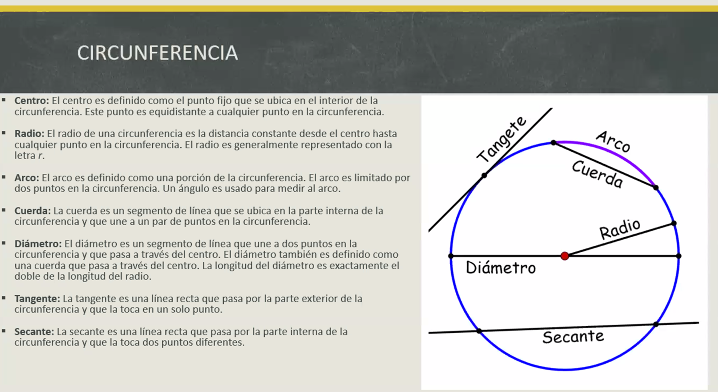 CIRCUNFERENCIA
▪ Centro: El centro es definido como el punto fijo que se ubica en el interior de la
circunferencia. Este punto es equidistante a cualquier punto en la circunferencia.
▪ Radio: El radio de una circunferencia es la distancia constante desde el centro hasta
cualquier punto en la circunferencia. El radio es generalmente representado con la
letra r.
▪ Arco: El arco es definido como una porción de la circunferencia. El arco es limitado por
dos puntos en la circunferencia. Un ángulo es usado para medir al arco.
▪ Cuerda: La cuerda es un segmento de línea que se ubica en la parte interna de la
circunferencia y que une a un par de puntos en la circunferencia.
▪ Diámetro: El diámetro es un segmento de línea que une a dos puntos en la
circunferencia y que pasa a través del centro. El diámetro también es definido como
una cuerda que pasa a través del centro. La longitud del diámetro es exactamente el
doble de la longitud del radio.
▪ Tangente: La tangente es una línea recta que pasa por la parte exterior de la
circunferencia y que la toca en un solo punto.
▪ Secante: La secante es una línea recta que pasa por la parte interna de la
circunferencia y que la toca dos puntos diferentes.
Tangete
Arco
Cuerda
Radio
Diámetro
Secante